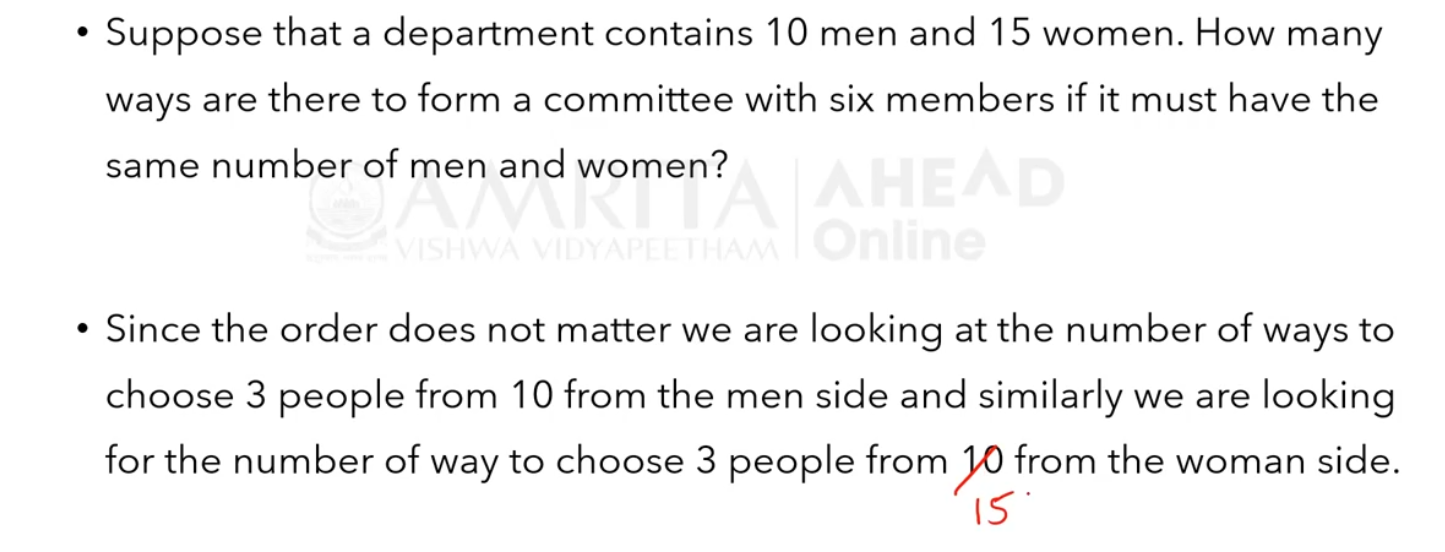 • Suppose that a department contains 10 men and 15 women. How many
ways are there to form a committee with six members if it must have the
same number of men and women?
AMRITA AHEAD
VISHWA VIDYAPEETHAM Online
• Since the order does not matter we are looking at the number of ways to
choose 3 people from 10 from the men side and similarly we are looking
for the number of way to choose 3 people from 10 from the woman side.
15